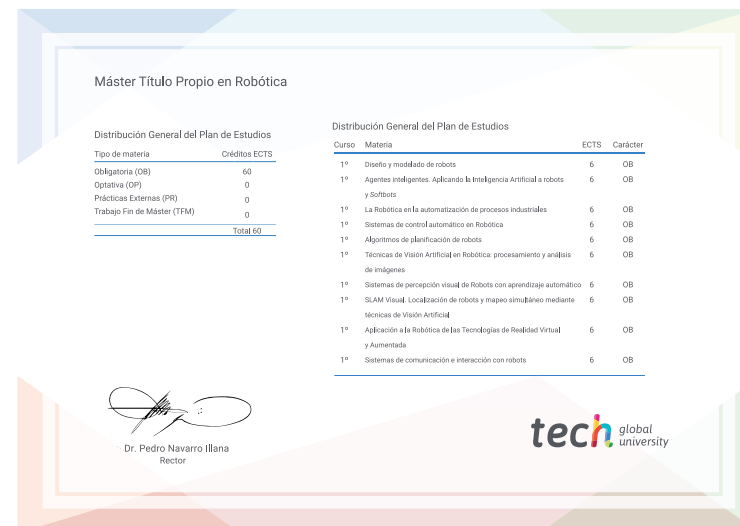 Máster Título Propio en Robótica
Distribución General del Plan de Estudios
Tipo de materia Créditos ECTS
Obligatoria (OB) 60
Optativa (OP) 0
Prácticas Externas (PR) 0
Trabajo Fin de Máster (TFM) 0
Total 60
Distribución General del Plan de Estudios
Curso Materia ECTS Carácter
1º Diseño y modelado de robots 6 OB
1º Agentes inteligentes. Aplicando la Inteligencia Artificial a robots 6 OB
y Softbots
1º La Robótica en la automatización de procesos industriales 6 OB
1º Sistemas de control automático en Robótica 6 OB
1º Algoritmos de planificación de robots 6 OB
1º Técnicas de Visión Artificial en Robótica: procesamiento y análisis 6 OB
de imágenes
1º Sistemas de percepción visual de Robots con aprendizaje automático 6 OB
1º SLAM Visual. Localización de robots y mapeo simultáneo mediante 6 OB
técnicas de Visión Artificial
1º Aplicación a la Robótica de las Tecnologías de Realidad Virtual 6 OB
y Aumentada
1º Sistemas de comunicación e interacción con robots 6 OB
Dr. Pedro Navarro Illana
Rector
tech global
university